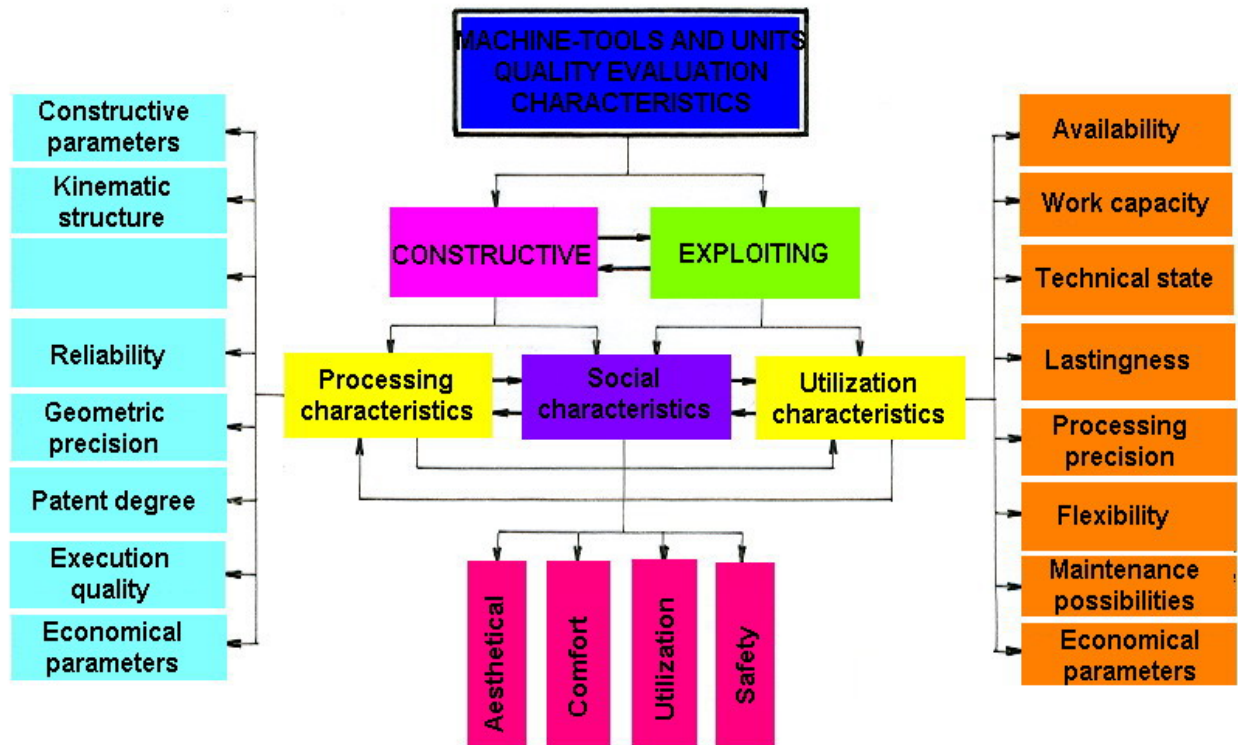 MACHINE-TOOLS AND UNITS
QUALITY EVALUATION
CHARACTERISTICS
Constructive
parameters
Kinematic
structure
Reliability
Geometric
precision
Patent degree
Execution
quality
Economical
parameters
CONSTRUCTIVE
EXPLOITING
Processing
characteristics
Social
characteristics
Utilization
characteristics
Aesthetical
Comfort
Utilization
Safety
Availability
Work capacity
Technical state
Lastingness
Processing
precision
Flexibility
Maintenance
possibilities
Economical
parameters